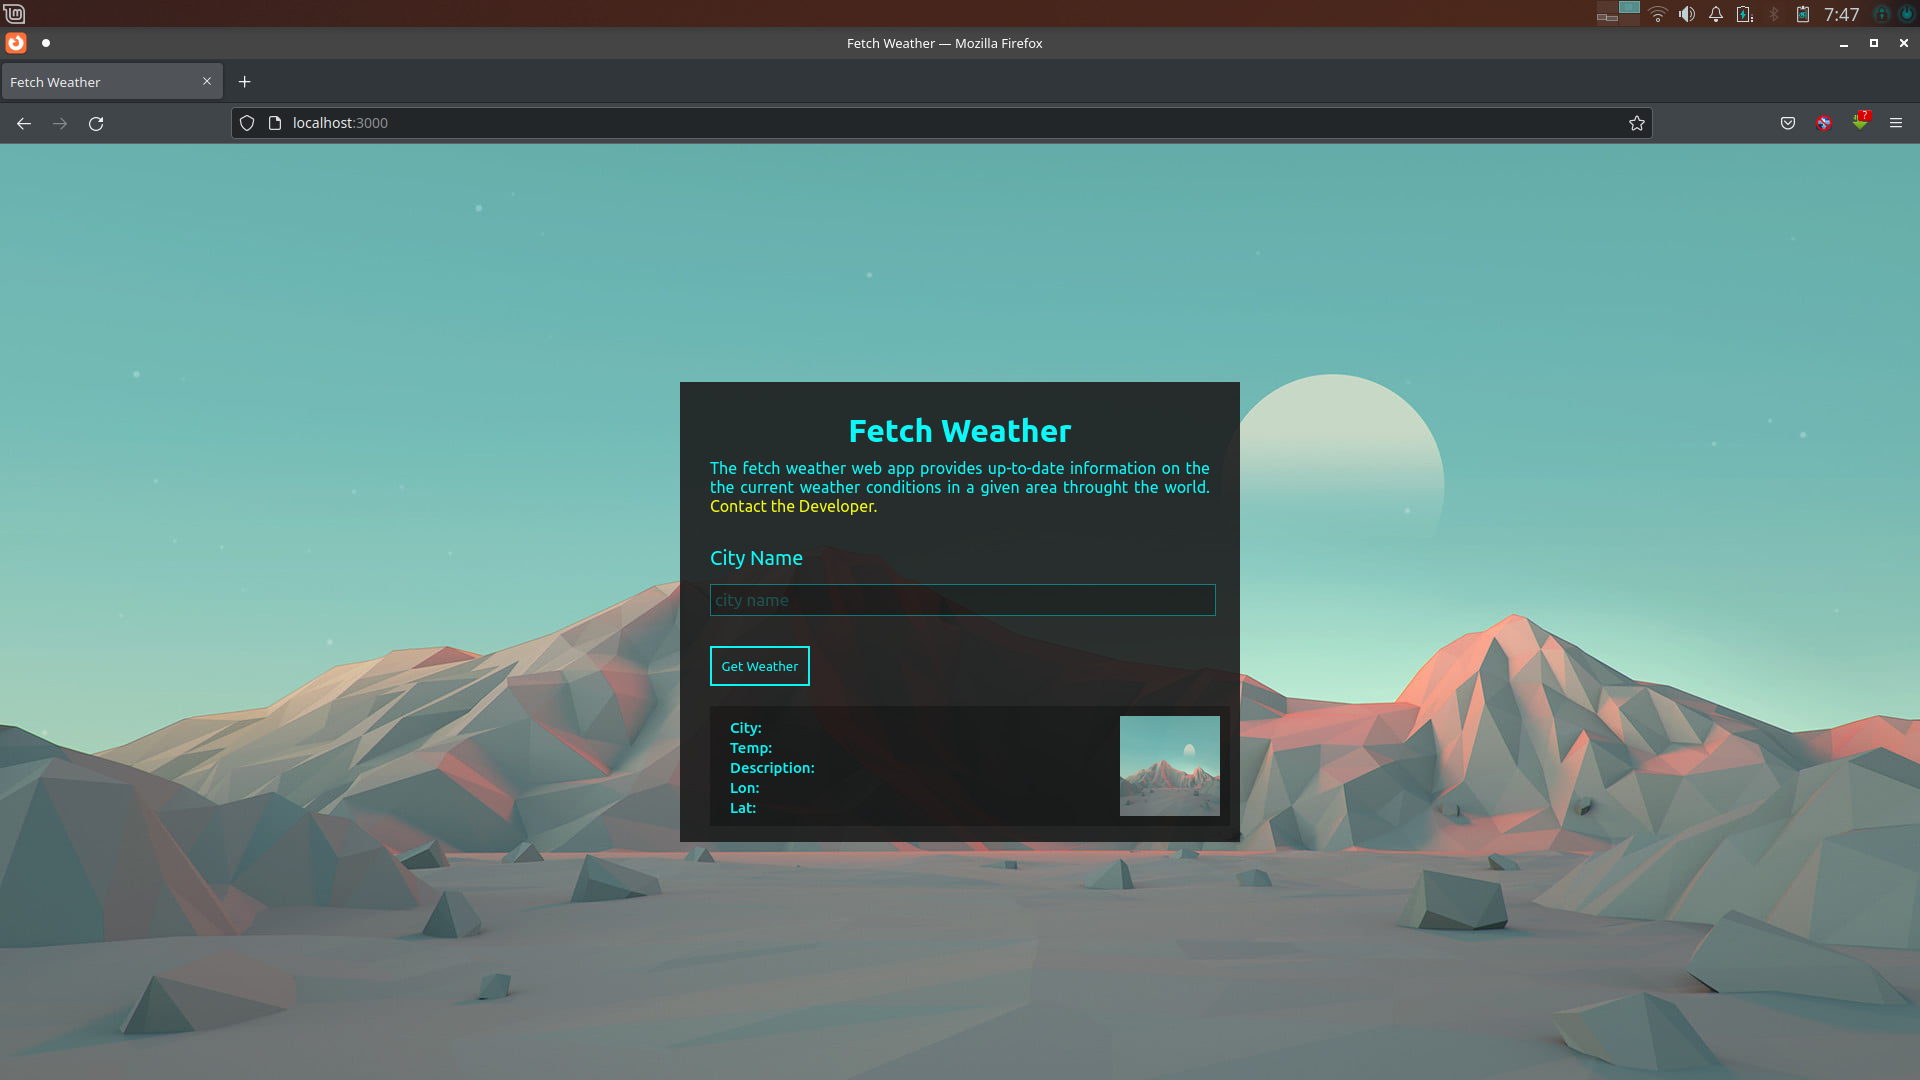 7:47
Fetch Weather — Mozilla Firefox
Fetch Weather
localhost:3000
?
Fetch Weather
The fetch weather web app provides up-to-date information on the
the current weather conditions in a given area throught the world.
Contact the Developer.
City Name
city name
Get Weather
City:
Temp:
Description:
Lon:
Lat: